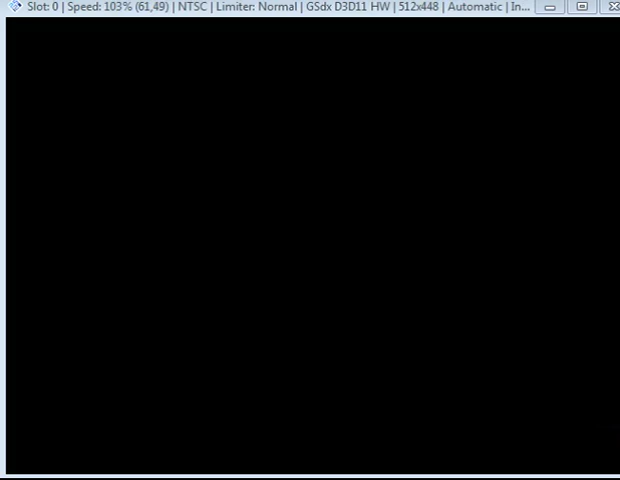 Slot: 0 | Speed: 103% (61,49) | NTSC | Limiter: Normal | GSdx D3D11 HW | 512x448 | Automatic | In...